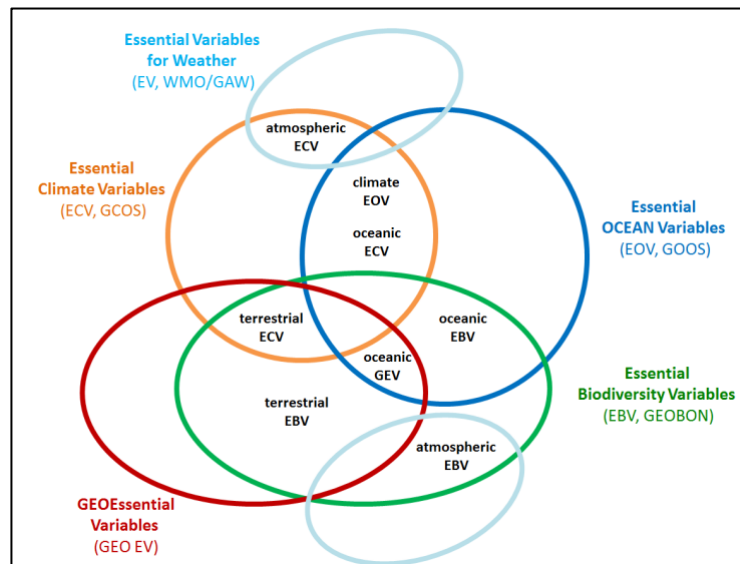 Essential Variables
for Weather
(EV, WMO/GAW)
atmospheric
ECV
Essential
Climate Variables
(ECV, GCOS)
climate
EOV
oceanic
ECV
Essential
OCEAN Variables
(EOV, GOOS)
terrestrial
ECV
oceanic
EBV
oceanic
GEV
terrestrial
EBV
Essential
Biodiversity Variables
(EBV, GEOBON)
atmospheric
EBV
GEOEssential
Variables
(GEO EV)